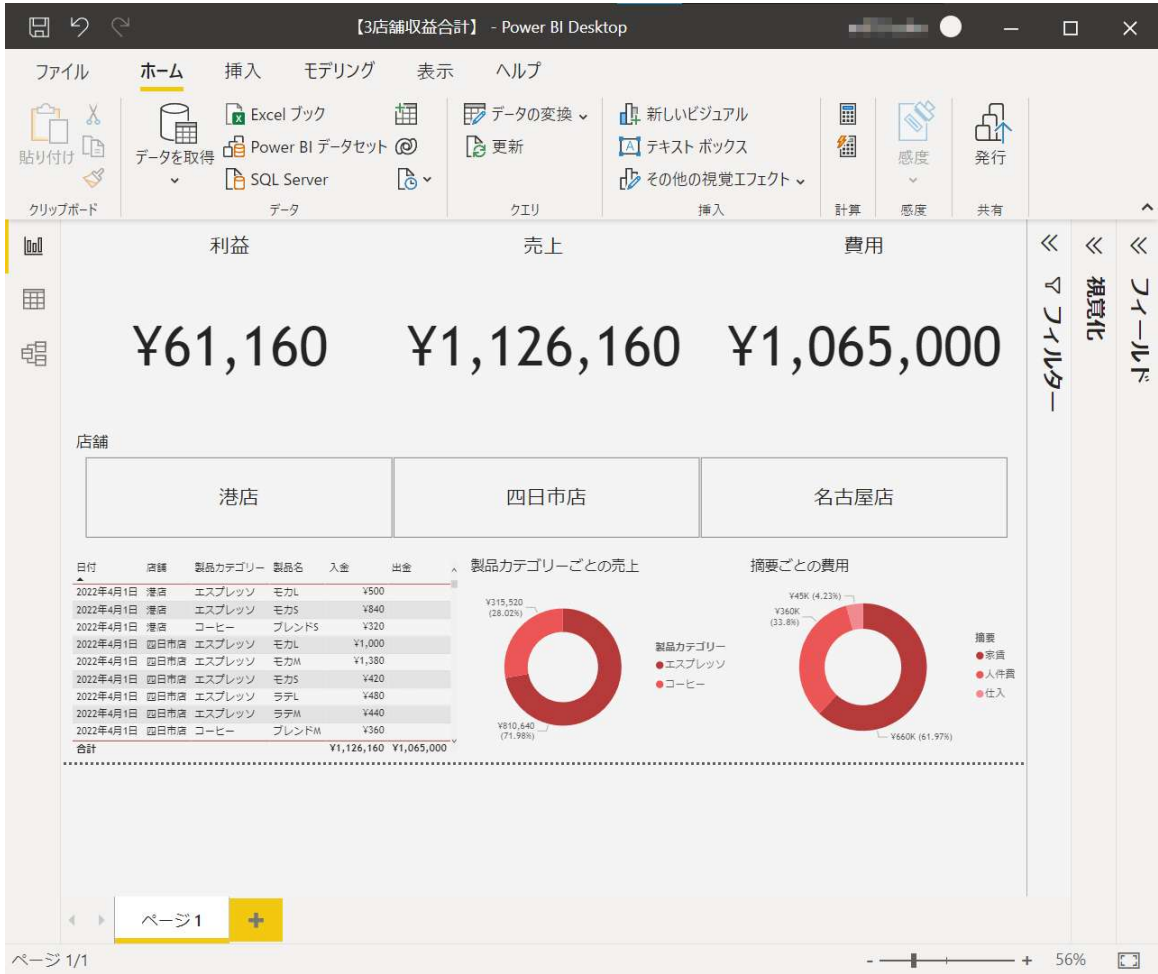 【3店舗収益合計】 - Power BI Desktop
ファイル ホーム 挿入 モデリング 表示 ヘルプ
貼り付け
データを取得
Excel ブック
Power BI データセット
SQL Server
データの変換
更新
新しいビジュアル
テキスト ボックス
その他の視覚エフェクト
感度
発行
クリップボード データ クエリ 挿入 計算 感度 共有
利益 売上 費用
¥61,160 ¥1,126,160 ¥1,065,000
フィルター
視覚化
フィールド
店舗
港店 四日市店 名古屋店
日付 店舗 製品カテゴリー 製品名 入金 出金
2022年4月1日 港店 エスプレッソ モカL ¥500
2022年4月1日 港店 エスプレッソ モカS ¥840
2022年4月1日 港店 コーヒー ブレンドS ¥320
2022年4月1日 四日市店 エスプレッソ モカL ¥1,000
2022年4月1日 四日市店 エスプレッソ モカM ¥1,380
2022年4月1日 四日市店 エスプレッソ モカS ¥420
2022年4月1日 四日市店 エスプレッソ ラテL ¥480
2022年4月1日 四日市店 エスプレッソ ラテM ¥440
2022年4月1日 四日市店 コーヒー ブレンドM ¥360
合計 ¥1,126,160 ¥1,065,000
製品カテゴリーごとの売上
¥315,520
(28.02%)
¥810,640
(71.98%)
製品カテゴリー
エスプレッソ
コーヒー
摘要ごとの費用
¥45K (4.23%)
¥360K
(33.8%)
¥660K (61.97%)
摘要
家賃
人件費
仕入
ページ 1
ページ 1/1
- + 56%